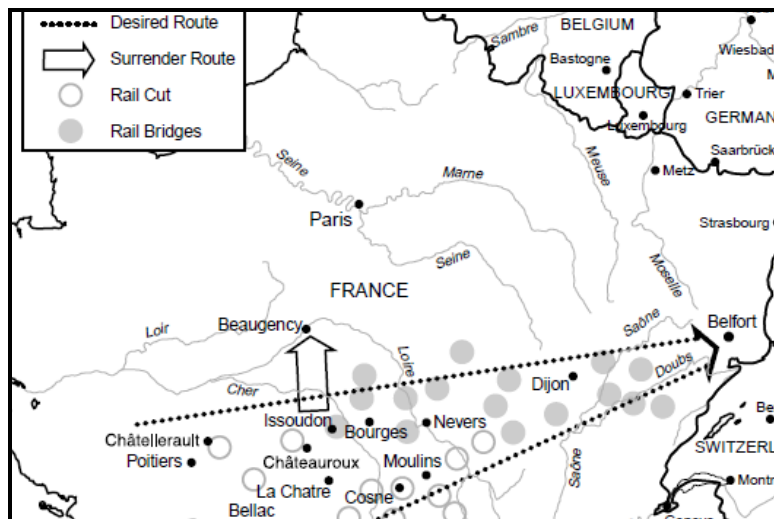 Desired Route
Surrender Route
Rail Cut
Rail Bridges
BELGIUM
Sambre
Bastogne
Wiesbad
LUXEMBOURG
Trier
Luxembourg
GERMAN
Saarbrück
Meuse
Metz
Seine
Marne
Paris
Strasbourg
Seine
Moselle
FRANCE
Loir
Beaugency
Saône
Belfort
Loire
Doubs
Cher
Dijon
Issoudon
Bourges
Nevers
Châtellerault
Poitiers
Châteauroux
Moulins
Saône
SWITZERL
La Chatre
Cosne
Montr
Bellac